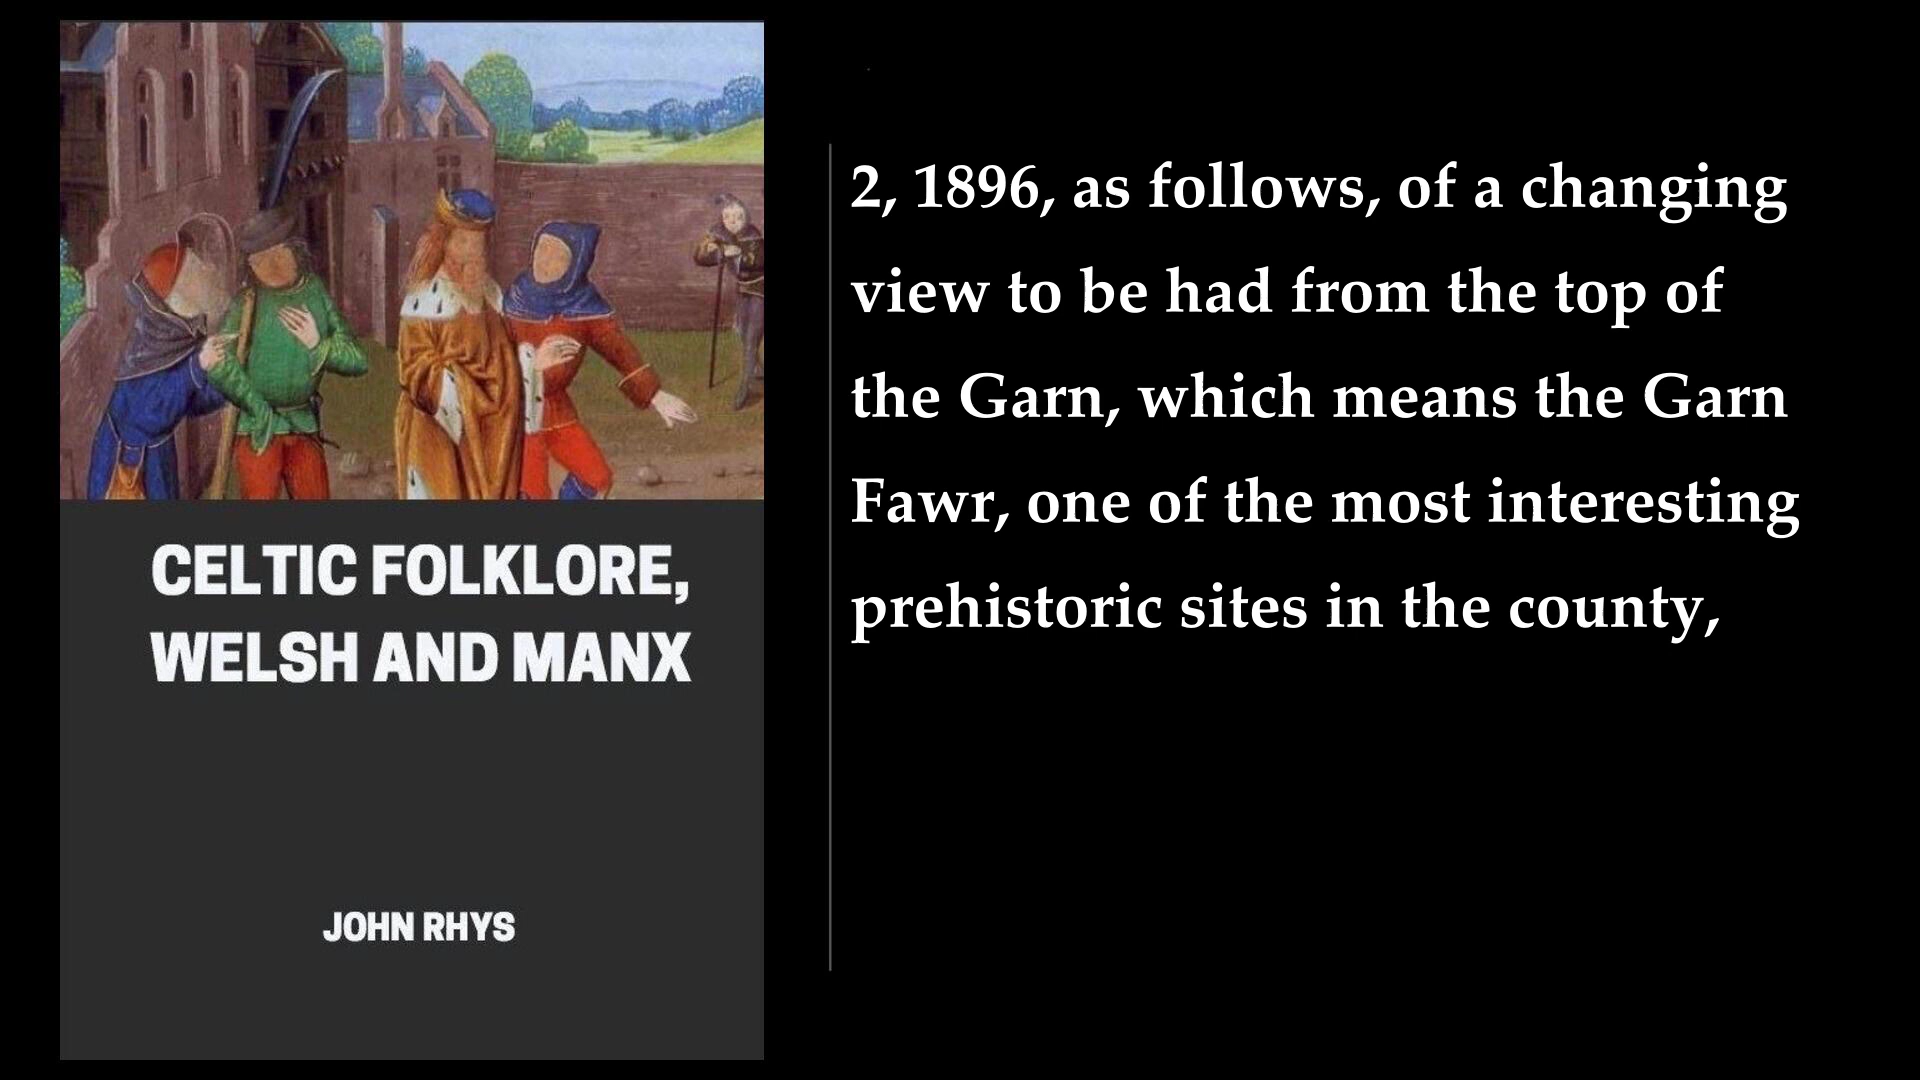 CELTIC FOLKLORE,
WELSH AND MANX
JOHN RHYS
2, 1896, as follows, of a changing
view to be had from the top of
the Garn, which means the Garn
Fawr, one of the most interesting
prehistoric sites in the county,